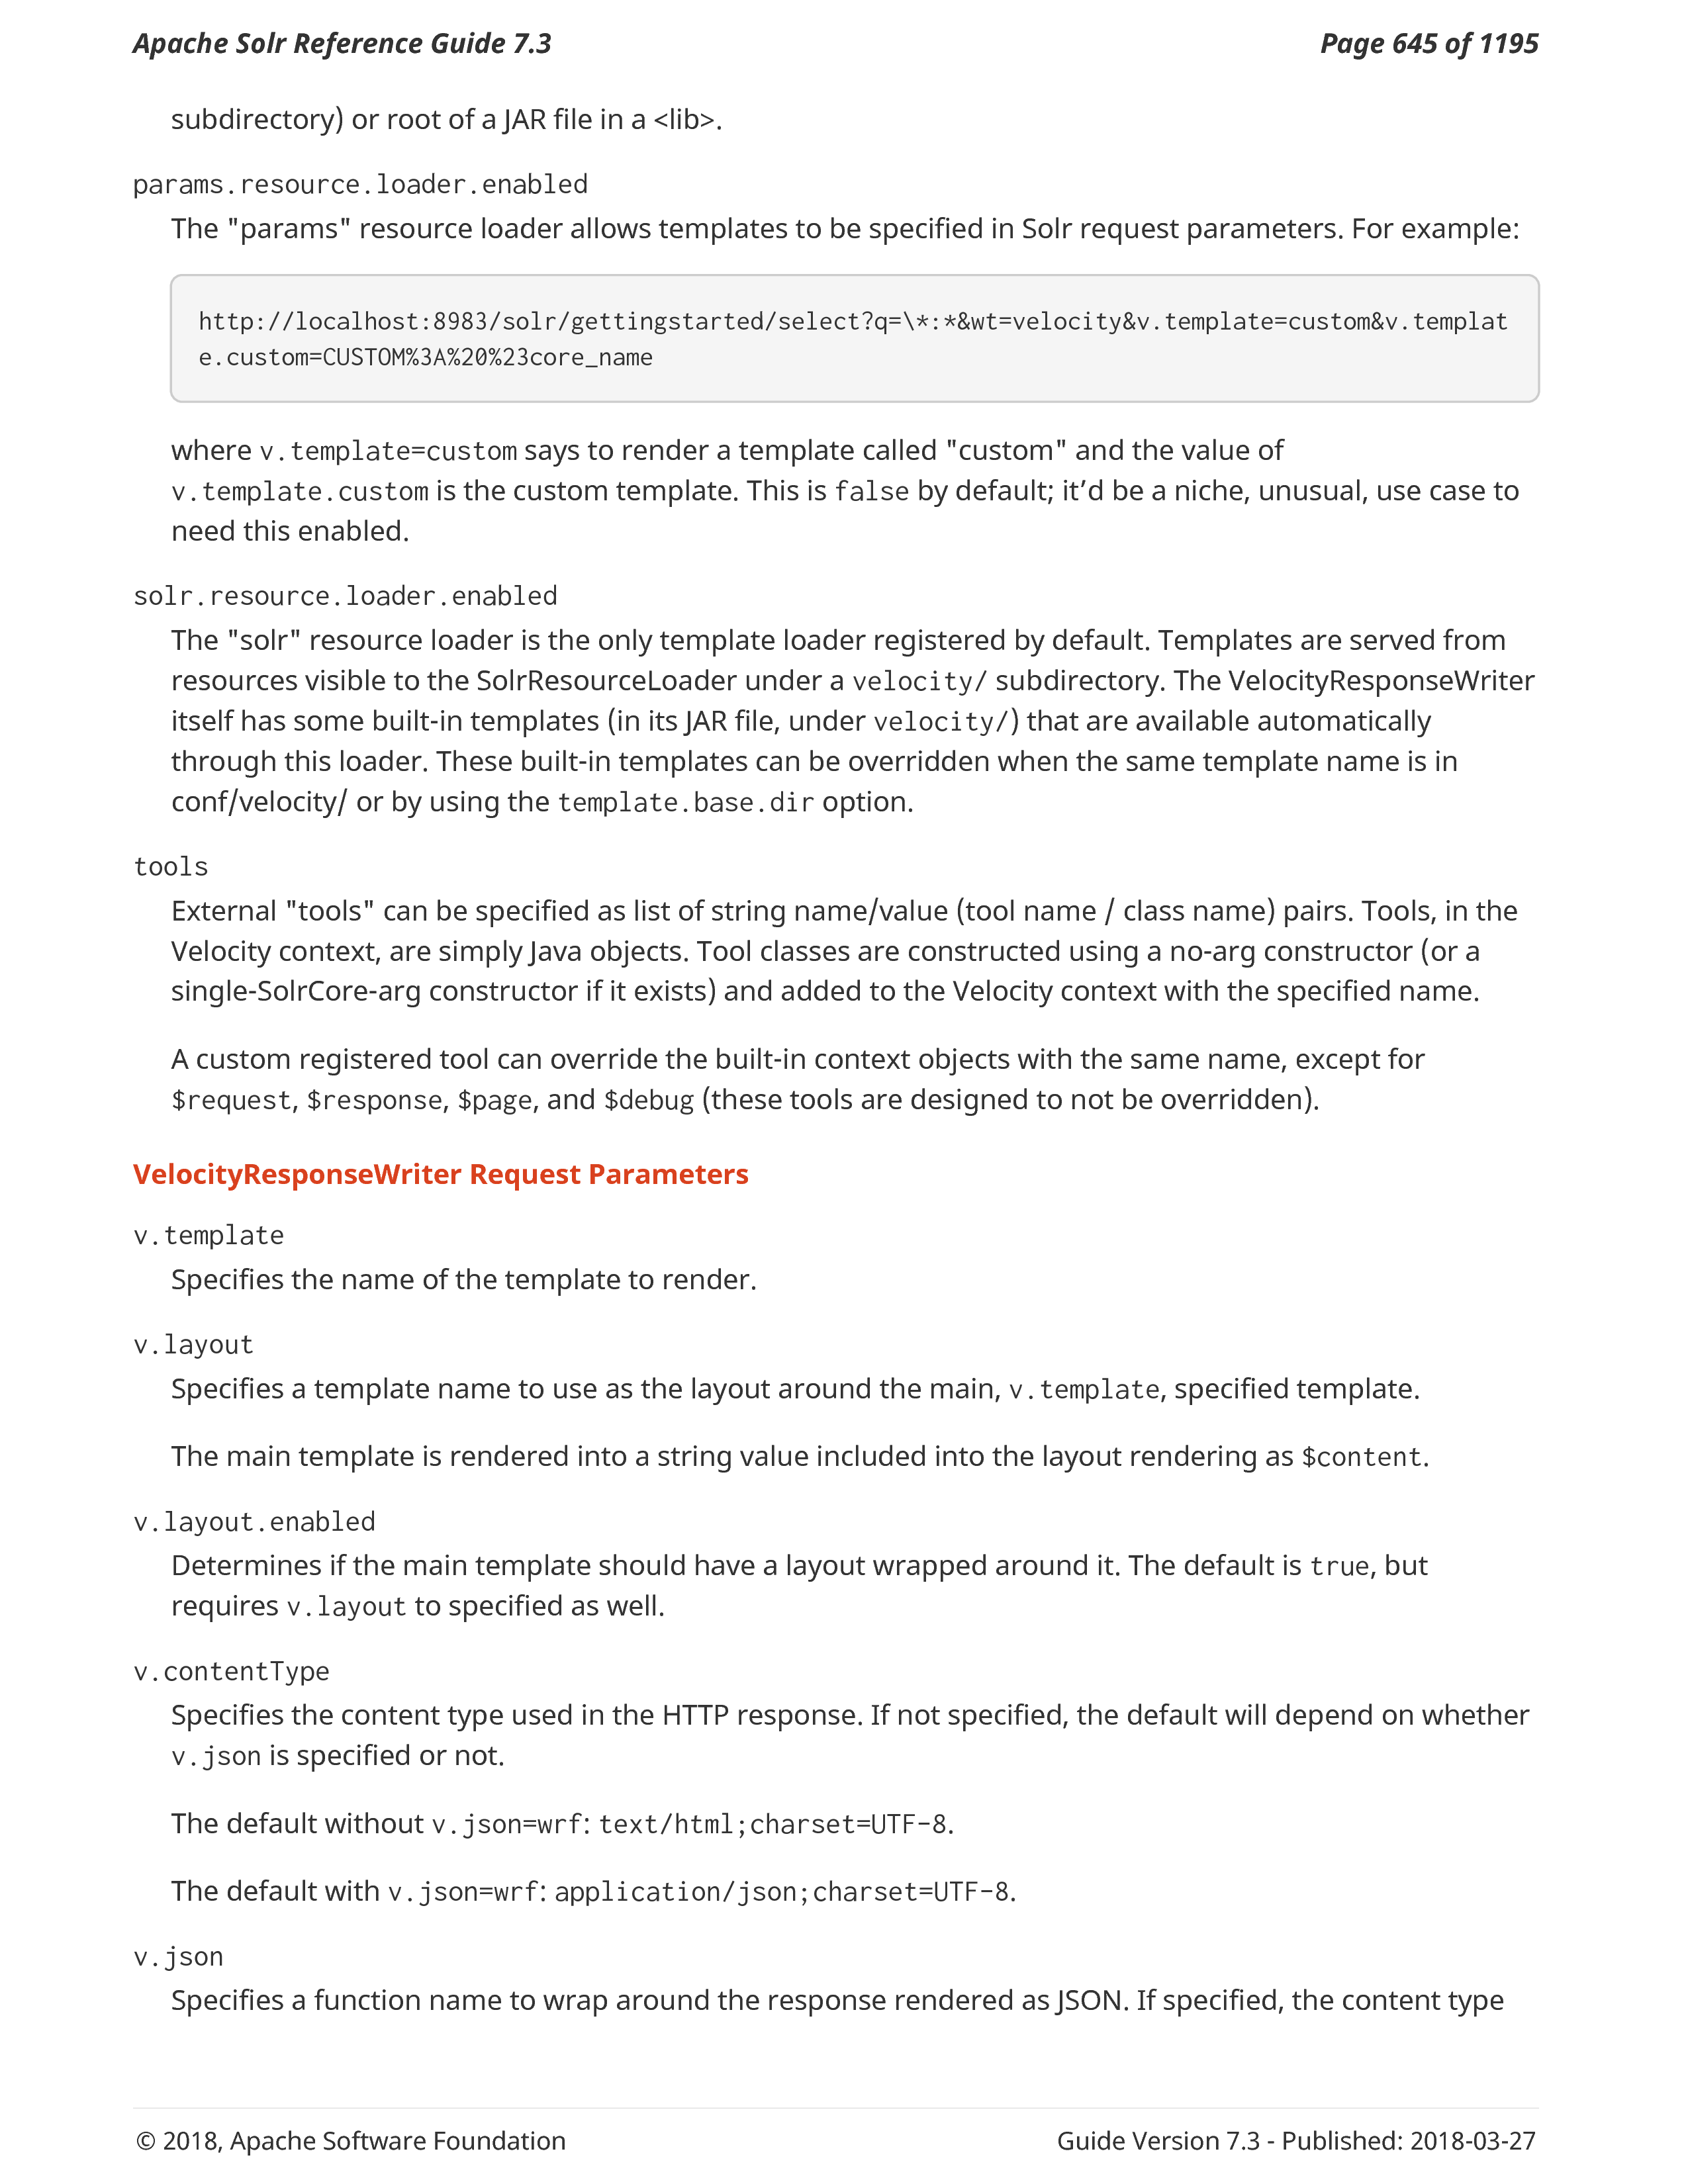 Apache Solr Reference Guide 7.3 Page 645 of 1195
subdirectory) or root of a JAR file in a <lib>.
params.resource.loader.enabled
The "params" resource loader allows templates to be specified in Solr request parameters. For example:
http://localhost:8983/solr/gettingstarted/select?q=\*:*&wt=velocity&v.template=custom&v.templat
e.custom=CUSTOM%3A%20%23core_name
where v.template=custom says to render a template called "custom" and the value of
v.template.custom is the custom template. This is false by default; it’d be a niche, unusual, use case to
need this enabled.
solr.resource.loader.enabled
The "solr" resource loader is the only template loader registered by default. Templates are served from
resources visible to the SolrResourceLoader under a velocity/ subdirectory. The VelocityResponseWriter
itself has some built-in templates (in its JAR file, under velocity/) that are available automatically
through this loader. These built-in templates can be overridden when the same template name is in
conf/velocity/ or by using the template.base.dir option.
tools
External "tools" can be specified as list of string name/value (tool name / class name) pairs. Tools, in the
Velocity context, are simply Java objects. Tool classes are constructed using a no-arg constructor (or a
single-SolrCore-arg constructor if it exists) and added to the Velocity context with the specified name.
A custom registered tool can override the built-in context objects with the same name, except for
$request, $response, $page, and $debug (these tools are designed to not be overridden).
VelocityResponseWriter Request Parameters
v.template
Specifies the name of the template to render.
v.layout
Specifies a template name to use as the layout around the main, v.template, specified template.
The main template is rendered into a string value included into the layout rendering as $content.
v.layout.enabled
Determines if the main template should have a layout wrapped around it. The default is true, but
requires v.layout to specified as well.
v.contentType
Specifies the content type used in the HTTP response. If not specified, the default will depend on whether
v.json is specified or not.
The default without v.json=wrf: text/html;charset=UTF-8.
The default with v.json=wrf: application/json;charset=UTF-8.
v.json
Specifies a function name to wrap around the response rendered as JSON. If specified, the content type
© 2018, Apache Software Foundation Guide Version 7.3 - Published: 2018-03-27